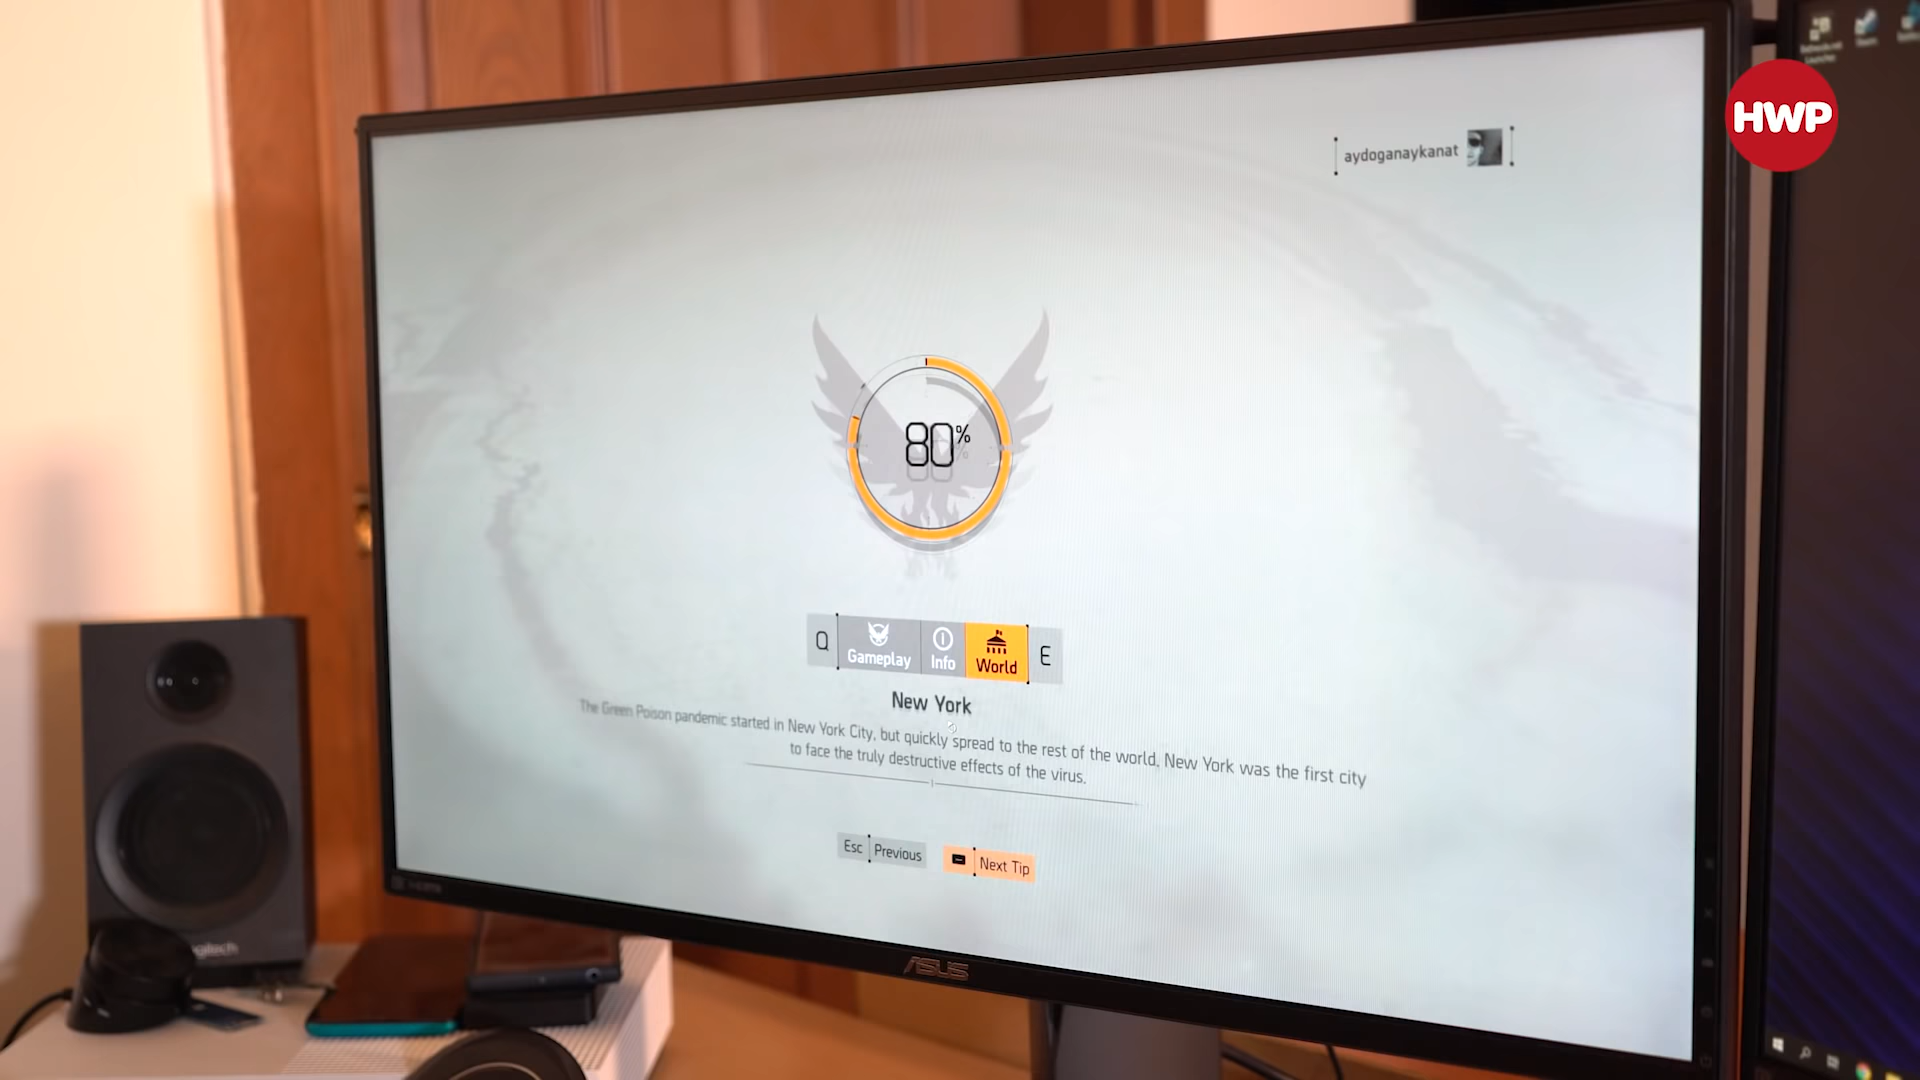 HWP
aydoganaykanat
80%
Q
Gameplay
Info
World
E
New York
The Green Poison pandemic started in New York City, but quickly spread to the rest of the world. New York was the first city
to face the truly destructive effects of the virus.
Esc Previous
Next Tip
ASUS